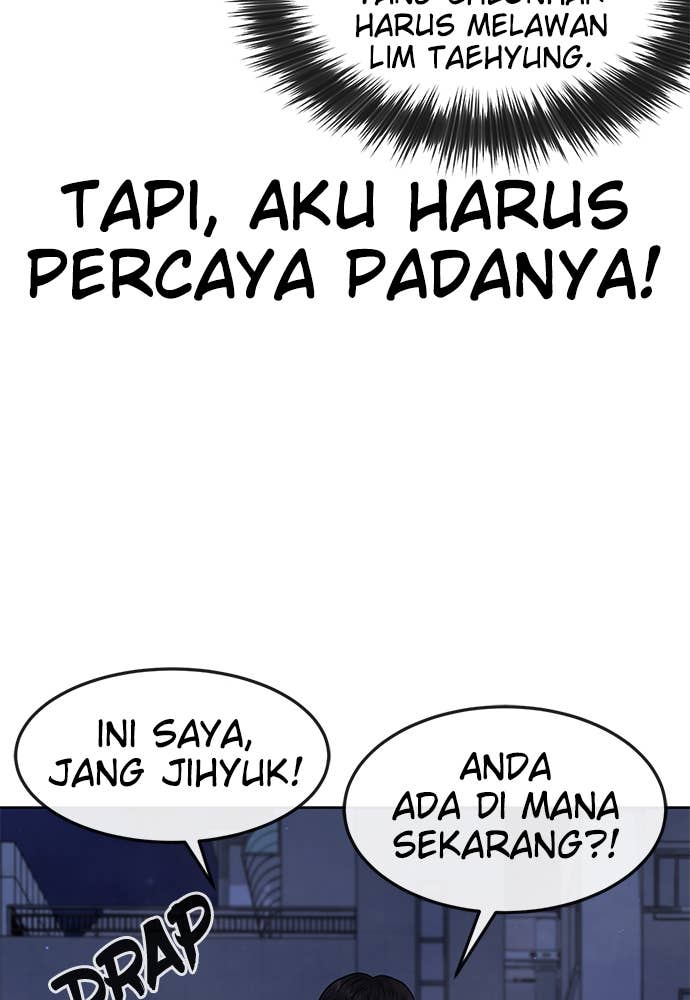 HARUS MELAWAN
LIM TAEHYUNG.
TAPI, AKU HARUS
PERCAYA PADANYA!
INI SAYA,
JANG JIHYUK!
ANDA
ADA DI MANA
SEKARANG?!
DRAP